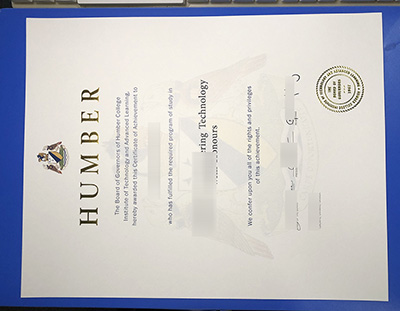 HUMBER
The Board of Governors of Humber College
Institute of Technology and Advanced Learning,
hereby awarded this Certificate of Achievement to
who has fulfilled the required program of study in
ering Technology
onours
We confer upon you all of the rights and privileges
of this achievement.